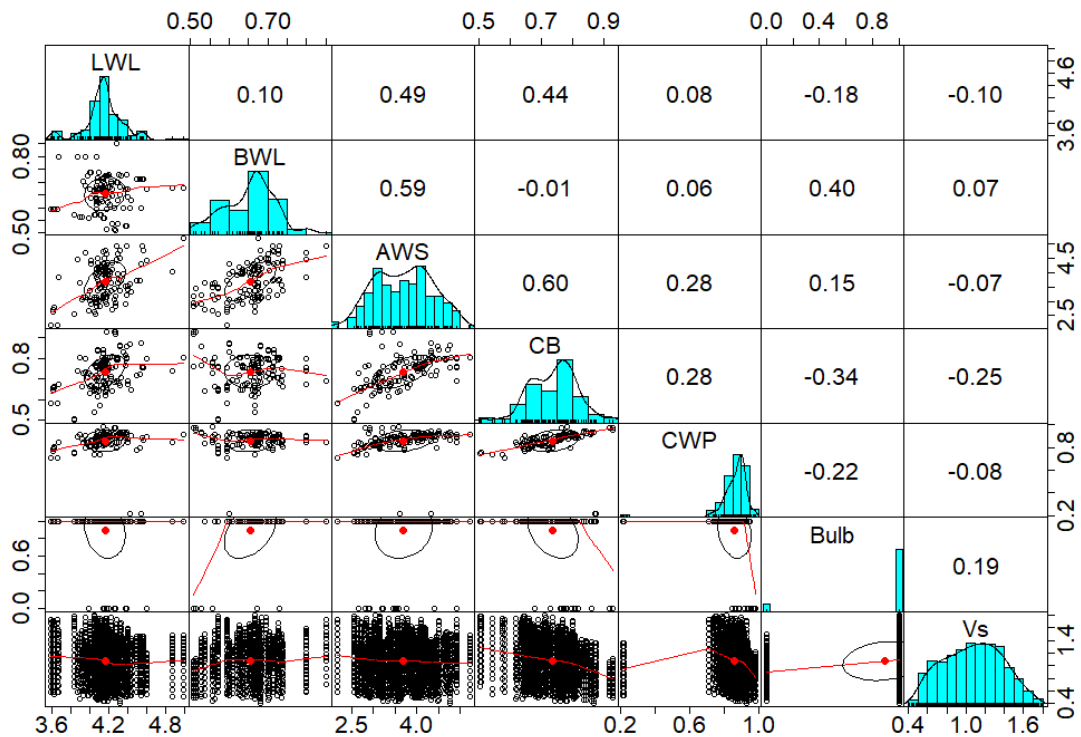 0.50 0.70 0.5 0.7 0.9 0.0 0.4 0.8
LWL 0.10 0.49 0.44 0.08 -0.18 -0.10 3.6 4.6
0.50 0.80 BWL 0.59 -0.01 0.06 0.40 0.07
AWS 0.60 0.28 0.15 -0.07 2.5 4.5
0.5 0.8 CB 0.28 -0.34 -0.25
CWP -0.22 -0.08 0.2 0.8
0.0 0.6 Bulb 0.19
Vs 0.4 1.4
3.6 4.2 4.8 2.5 4.0 0.2 0.6 1.0 0.4 1.0 1.6